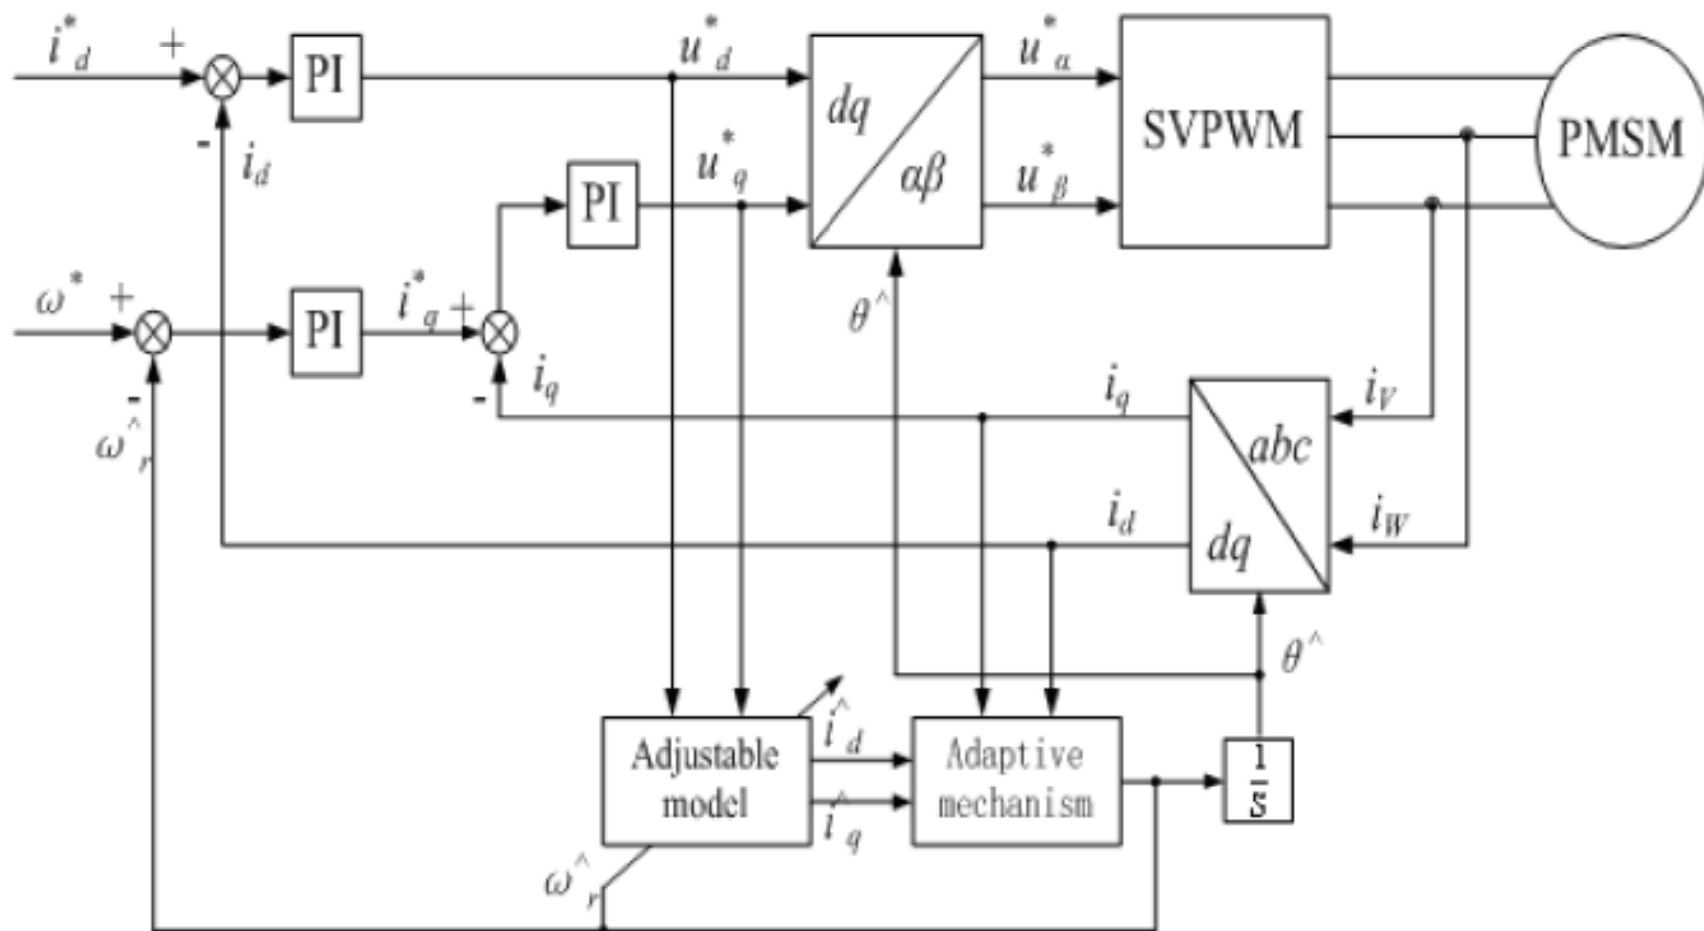 i*d
+
PI
u*d
dq
αβ
u*α
SVPWM
PMSM
-
id
u*q
PI
u*β
ω*
+
PI
i*q
+
θ^
-
iq
-
ω^r
iq
iV
abc
dq
id
iW
θ^
Adjustable
model
i^d
i^q
Adaptive
mechanism
1
S
ω^r